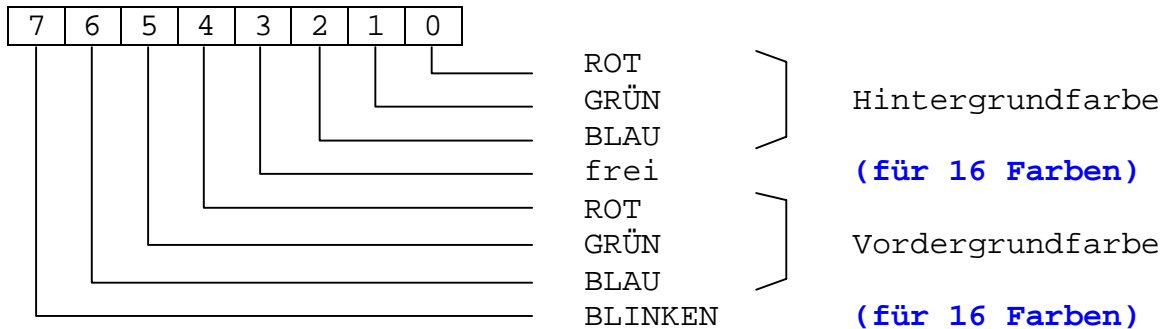 7 6 5 4 3 2 1 0
ROT
GRÜN Hintergrundfarbe
BLAU
frei (für 16 Farben)
ROT
GRÜN Vordergrundfarbe
BLAU
BLINKEN (für 16 Farben)